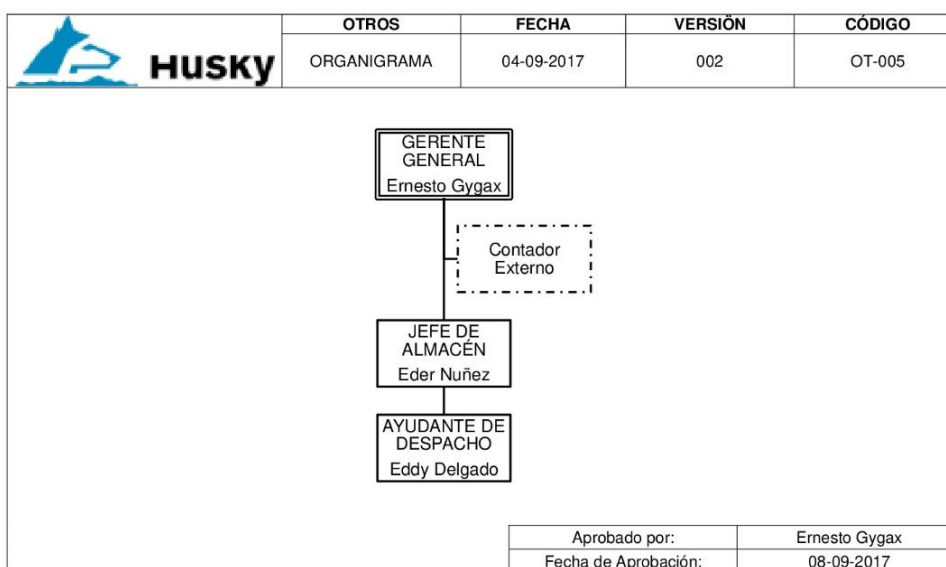 Husky
OTROS FECHA VERSIÖN CÓDIGO
ORGANIGRAMA 04-09-2017 002 OT-005
GERENTE
GENERAL
Ernesto Gygax
Contador
Externo
JEFE DE
ALMACÉN
Eder Nuñez
AYUDANTE DE
DESPACHO
Eddy Delgado
Aprobado por: Ernesto Gygax
Fecha de Aprobación: 08-09-2017